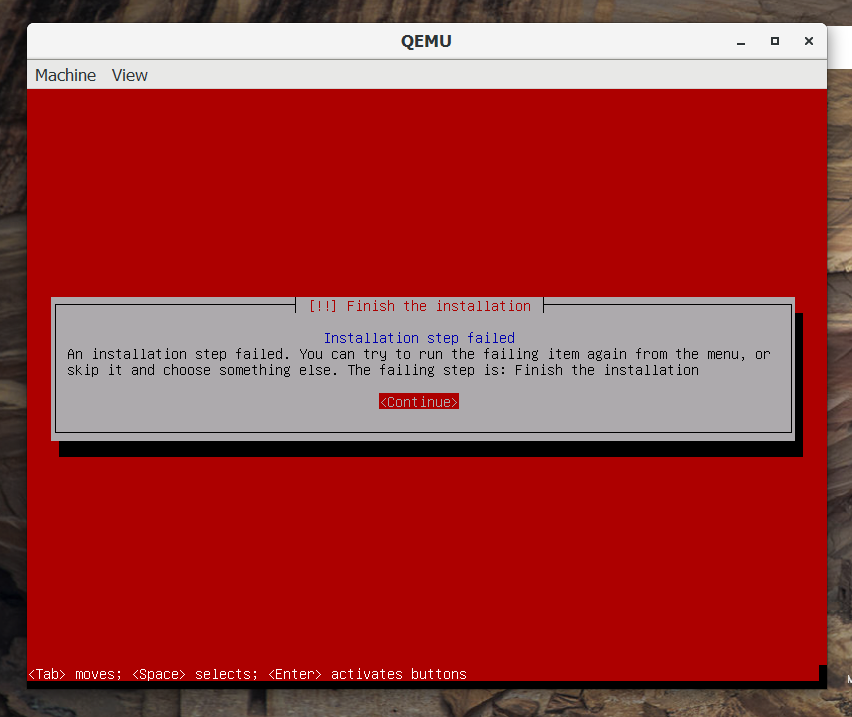 QEMU
Machine View
[!!] Finish the installation
Installation step failed
An installation step failed. You can try to run the failing item again from the menu, or
skip it and choose something else. The failing step is: Finish the installation
<Continue>
<Tab> moves; <Space> selects; <Enter> activates buttons